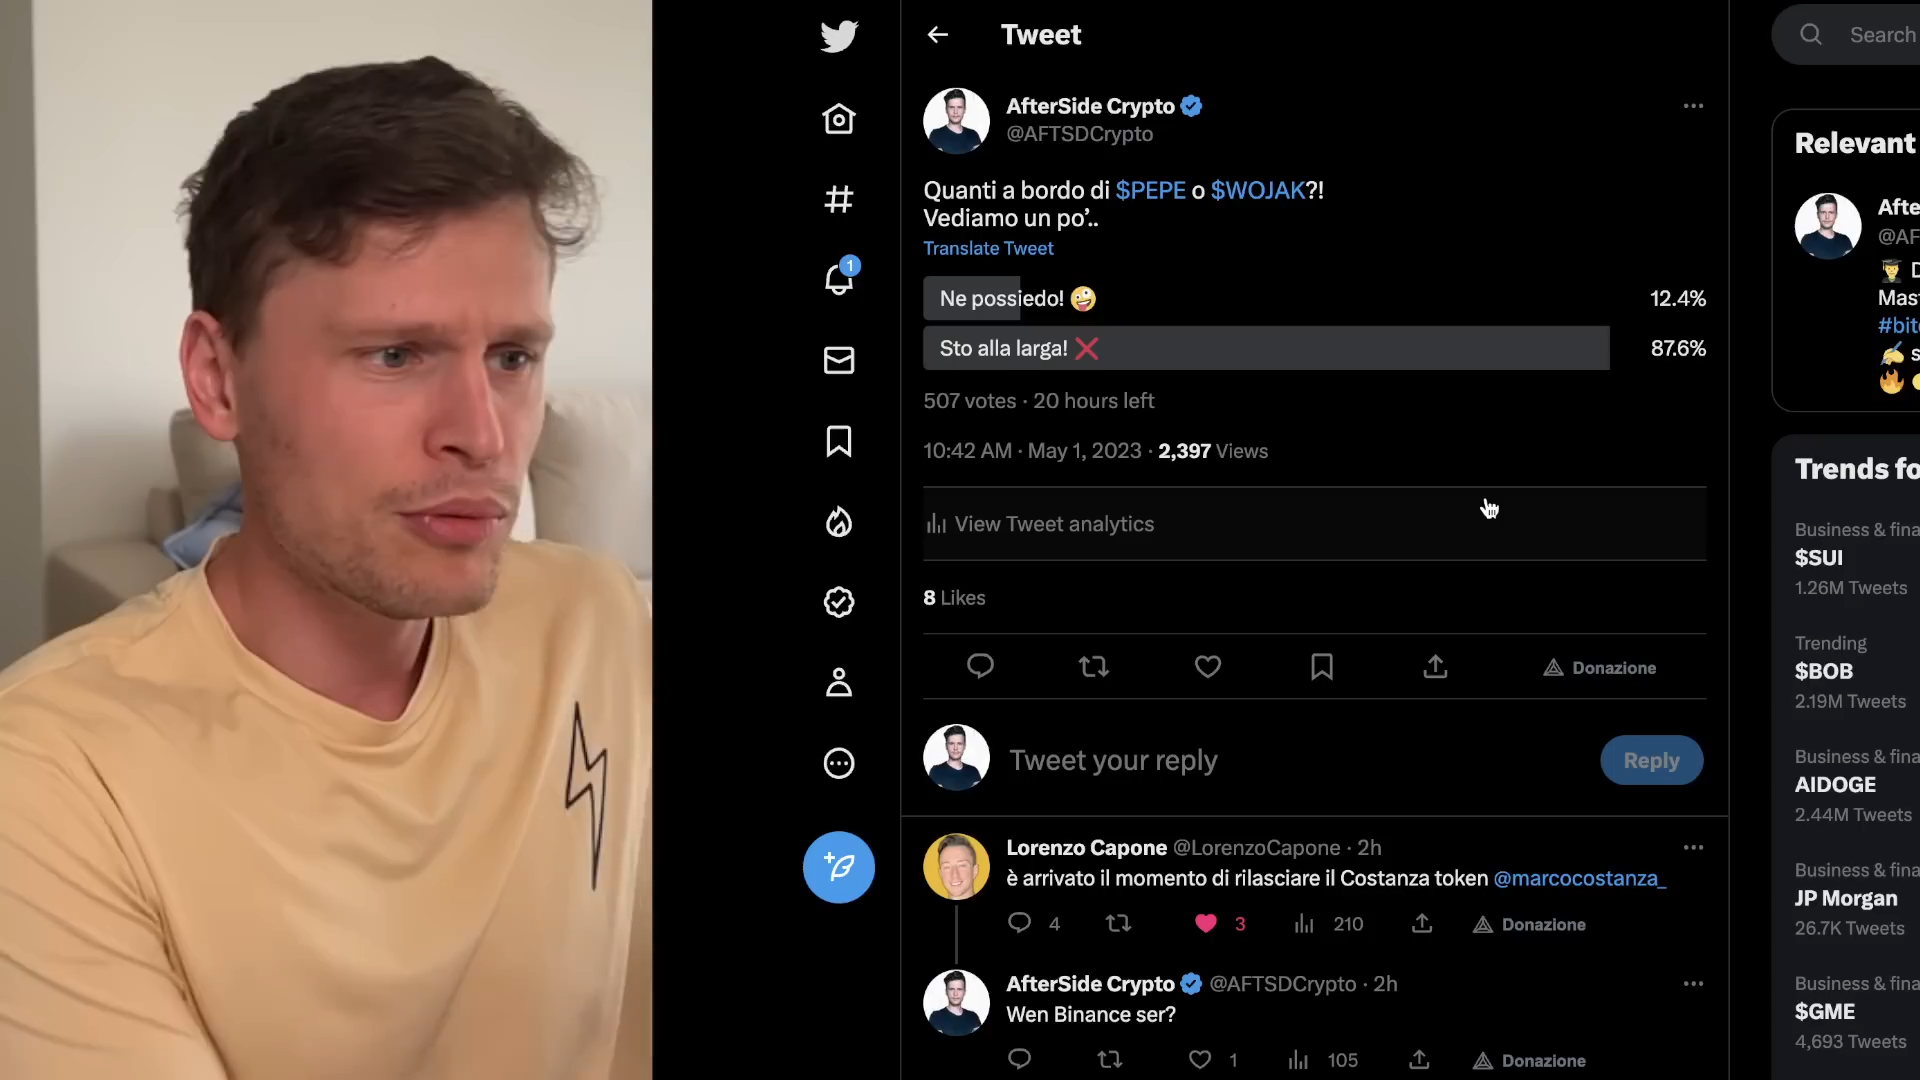 Tweet
AfterSide Crypto
@AFTSDCrypto
Quanti a bordo di $PEPE o $WOJAK?!
Vediamo un po’..
Translate Tweet
Ne possiedo! 🤪 12.4%
Sto alla larga! ❌ 87.6%
507 votes · 20 hours left
10:42 AM · May 1, 2023 · 2,397 Views
View Tweet analytics
8 Likes
Donazione
Tweet your reply
Reply
Lorenzo Capone @LorenzoCapone · 2h
è arrivato il momento di rilasciare il Costanza token @marcocostanza_
4 3 210 Donazione
AfterSide Crypto @AFTSDCrypto · 2h
Wen Binance ser?
1 105 Donazione
1
Search
Relevant
Afte
@AF
D
Mas
#bit
s
Trends fo
Business & fina
$SUI
1.26M Tweets
Trending
$BOB
2.19M Tweets
Business & fina
AIDOGE
2.44M Tweets
Business & fina
JP Morgan
26.7K Tweets
Business & fina
$GME
4,693 Tweets